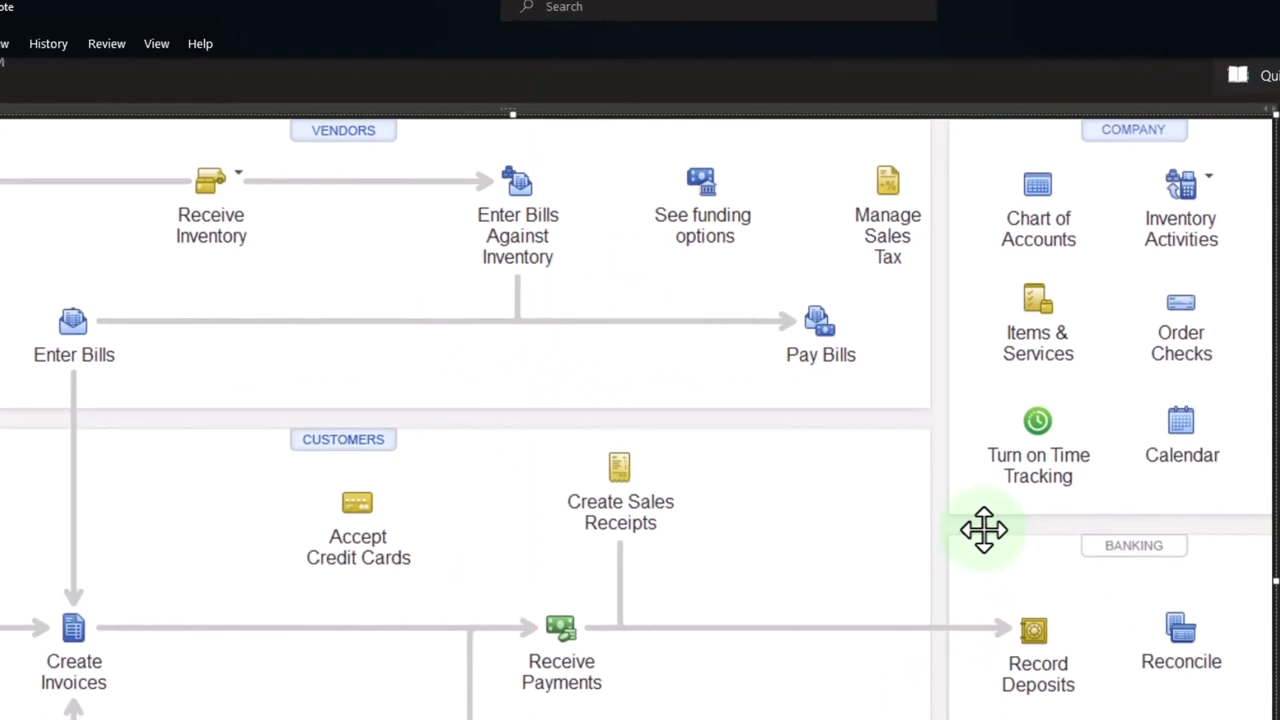 ote
Search
w
History
Review
View
Help
Qui
VENDORS
COMPANY
Receive
Inventory
Enter Bills
Against
Inventory
See funding
options
Manage
Sales
Tax
Chart of
Accounts
Inventory
Activities
Enter Bills
Pay Bills
Items &
Services
Order
Checks
Turn on Time
Tracking
Calendar
CUSTOMERS
Accept
Credit Cards
Create Sales
Receipts
BANKING
Create
Invoices
Receive
Payments
Record
Deposits
Reconcile